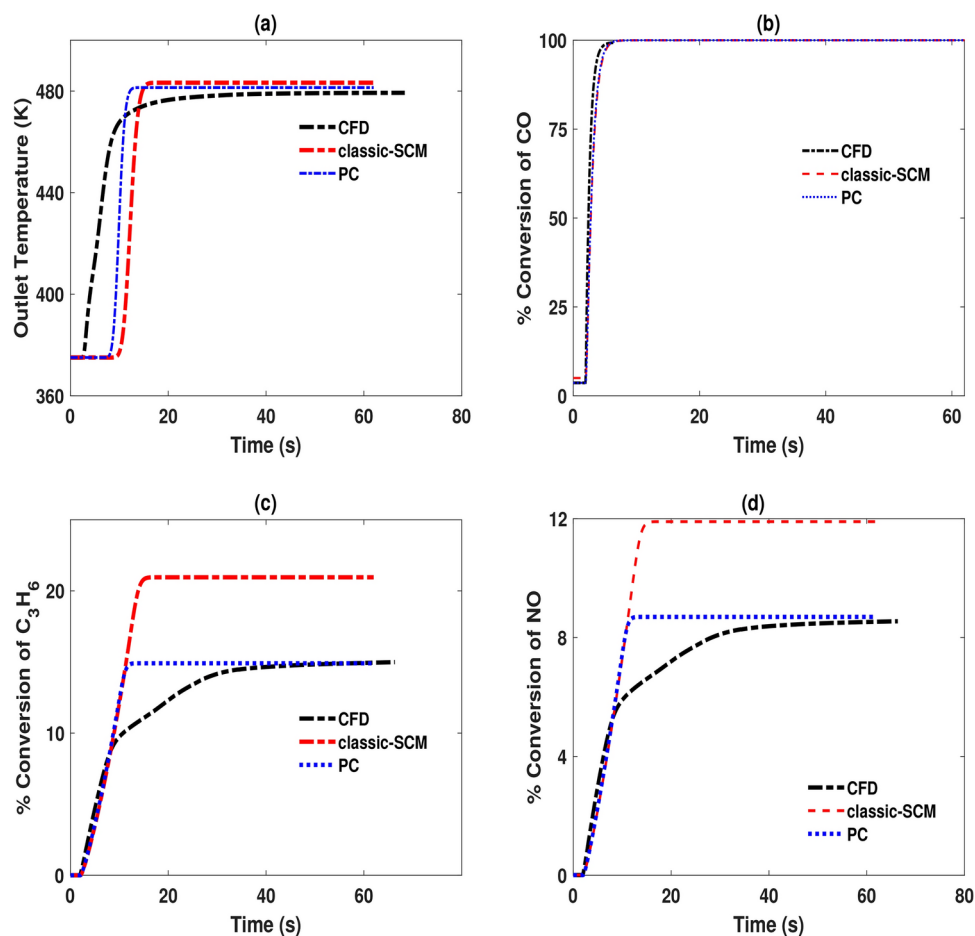 (a)
Outlet Temperature (K)
480
440
400
360
0 20 40 60 80
Time (s)
CFD
classic-SCM
PC
(b)
% Conversion of CO
100
75
50
25
0
0 20 40 60
Time (s)
CFD
classic-SCM
PC
(c)
% Conversion of C3H6
20
10
0
0 20 40 60 80
Time (s)
CFD
classic-SCM
PC
(d)
% Conversion of NO
12
8
4
0
0 20 40 60 80
Time (s)
CFD
classic-SCM
PC